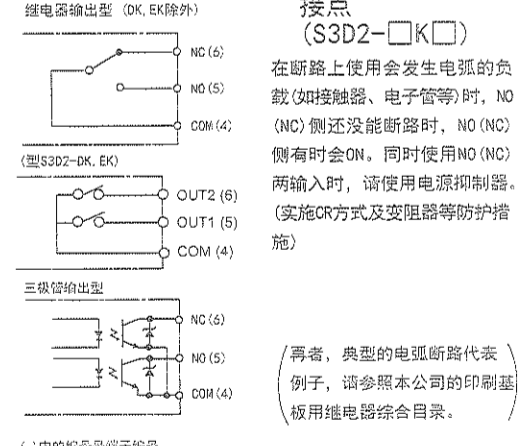 继电器输出型 (DK, EK除外)
NC (6)
NO (5)
COM (4)
(型S3D2-DK, EK)
OUT2 (6)
OUT1 (5)
COM (4)
三极管输出型
NC (6)
NO (5)
COM (4)
接点
(S3D2-□K□)
在断路上使用会发生电弧的负
载(如接触器、电子管等)时，NO
(NC)侧还没能断路时，NO(NC)
侧有时会ON。同时使用NO(NC)
两输入时，请使用电源抑制器。
(实施CR方式及变阻器等防护措
施)
(再者，典型的电弧断路代表
例子，请参照本公司的印刷基
板用继电器综合目录。)